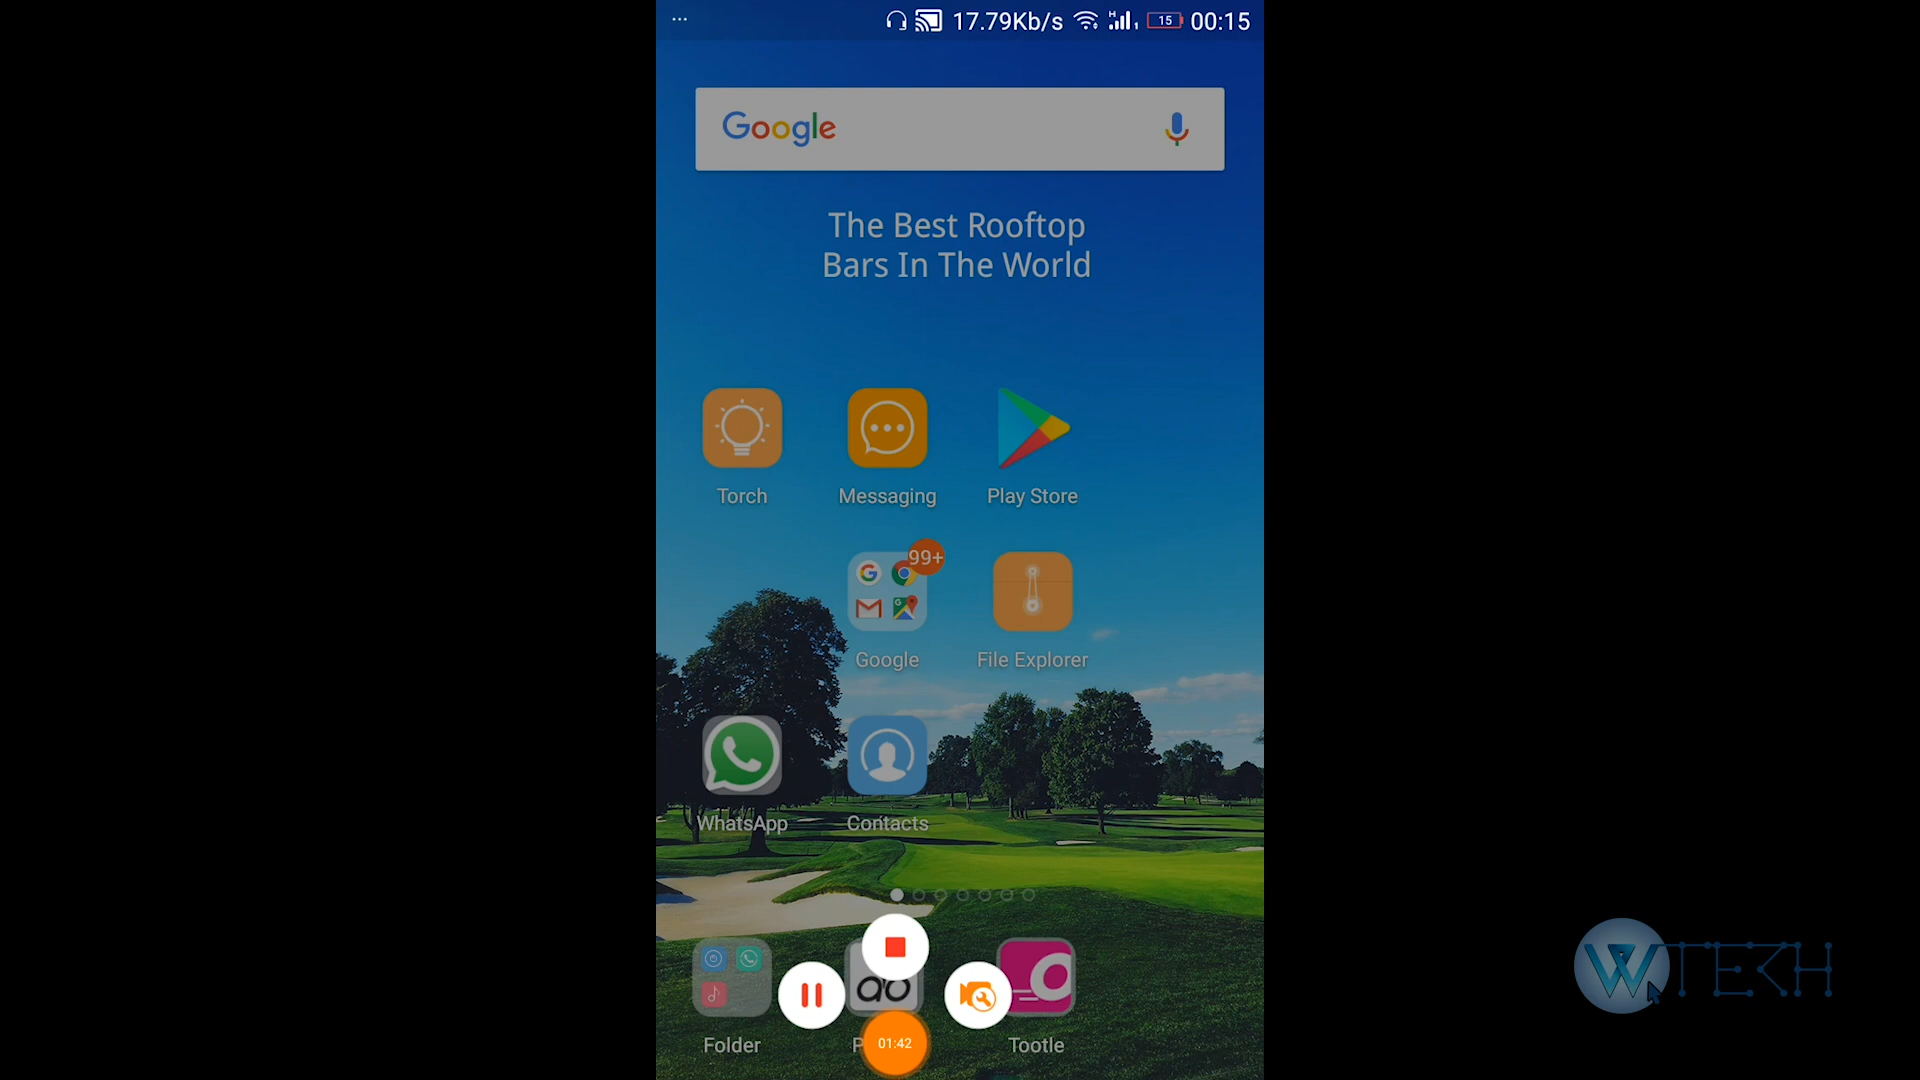 17.79Kb/s 15 00:15
Google
The Best Rooftop
Bars In The World
Torch Messaging Play Store
99+
Google File Explorer
WhatsApp Contacts
Folder Tootle
01:42
WTEKH